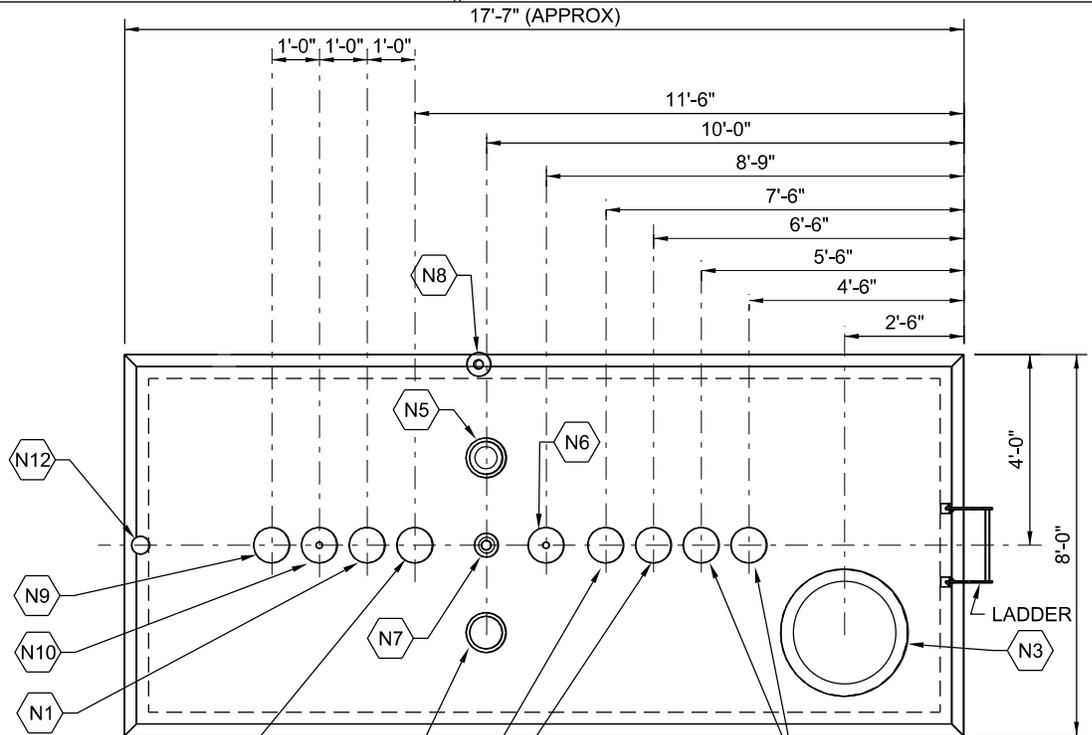 17'-7" (APPROX)
1'-0" 1'-0" 1'-0"
11'-6"
10'-0"
8'-9"
7'-6"
6'-6"
5'-6"
4'-6"
2'-6"
N8
N5
N6
4'-0"
N12
8'-0"
N9
LADDER
N7
N10
N3
N1